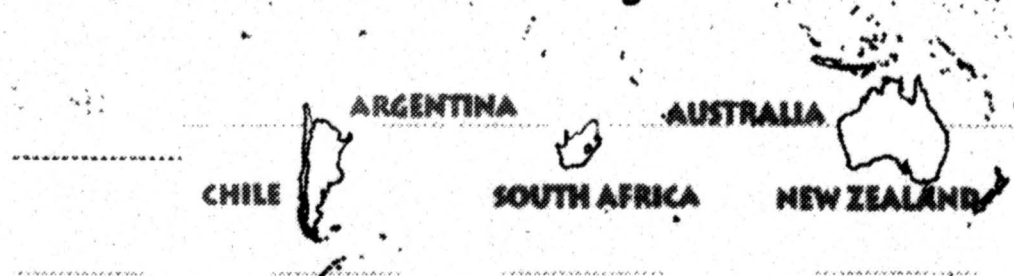 ARGENTINA
AUSTRALIA
CHILE
SOUTH AFRICA
NEW ZEALAND